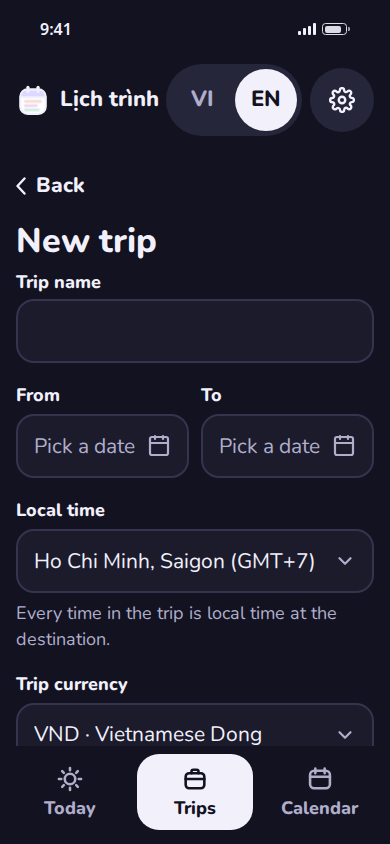 9:41
Lịch trình
VI
EN
Back
New trip
Trip name
From
To
Pick a date
Pick a date
Local time
Ho Chi Minh, Saigon (GMT+7)
Every time in the trip is local time at the
destination.
Trip currency
VND · Vietnamese Dong
Today
Trips
Calendar